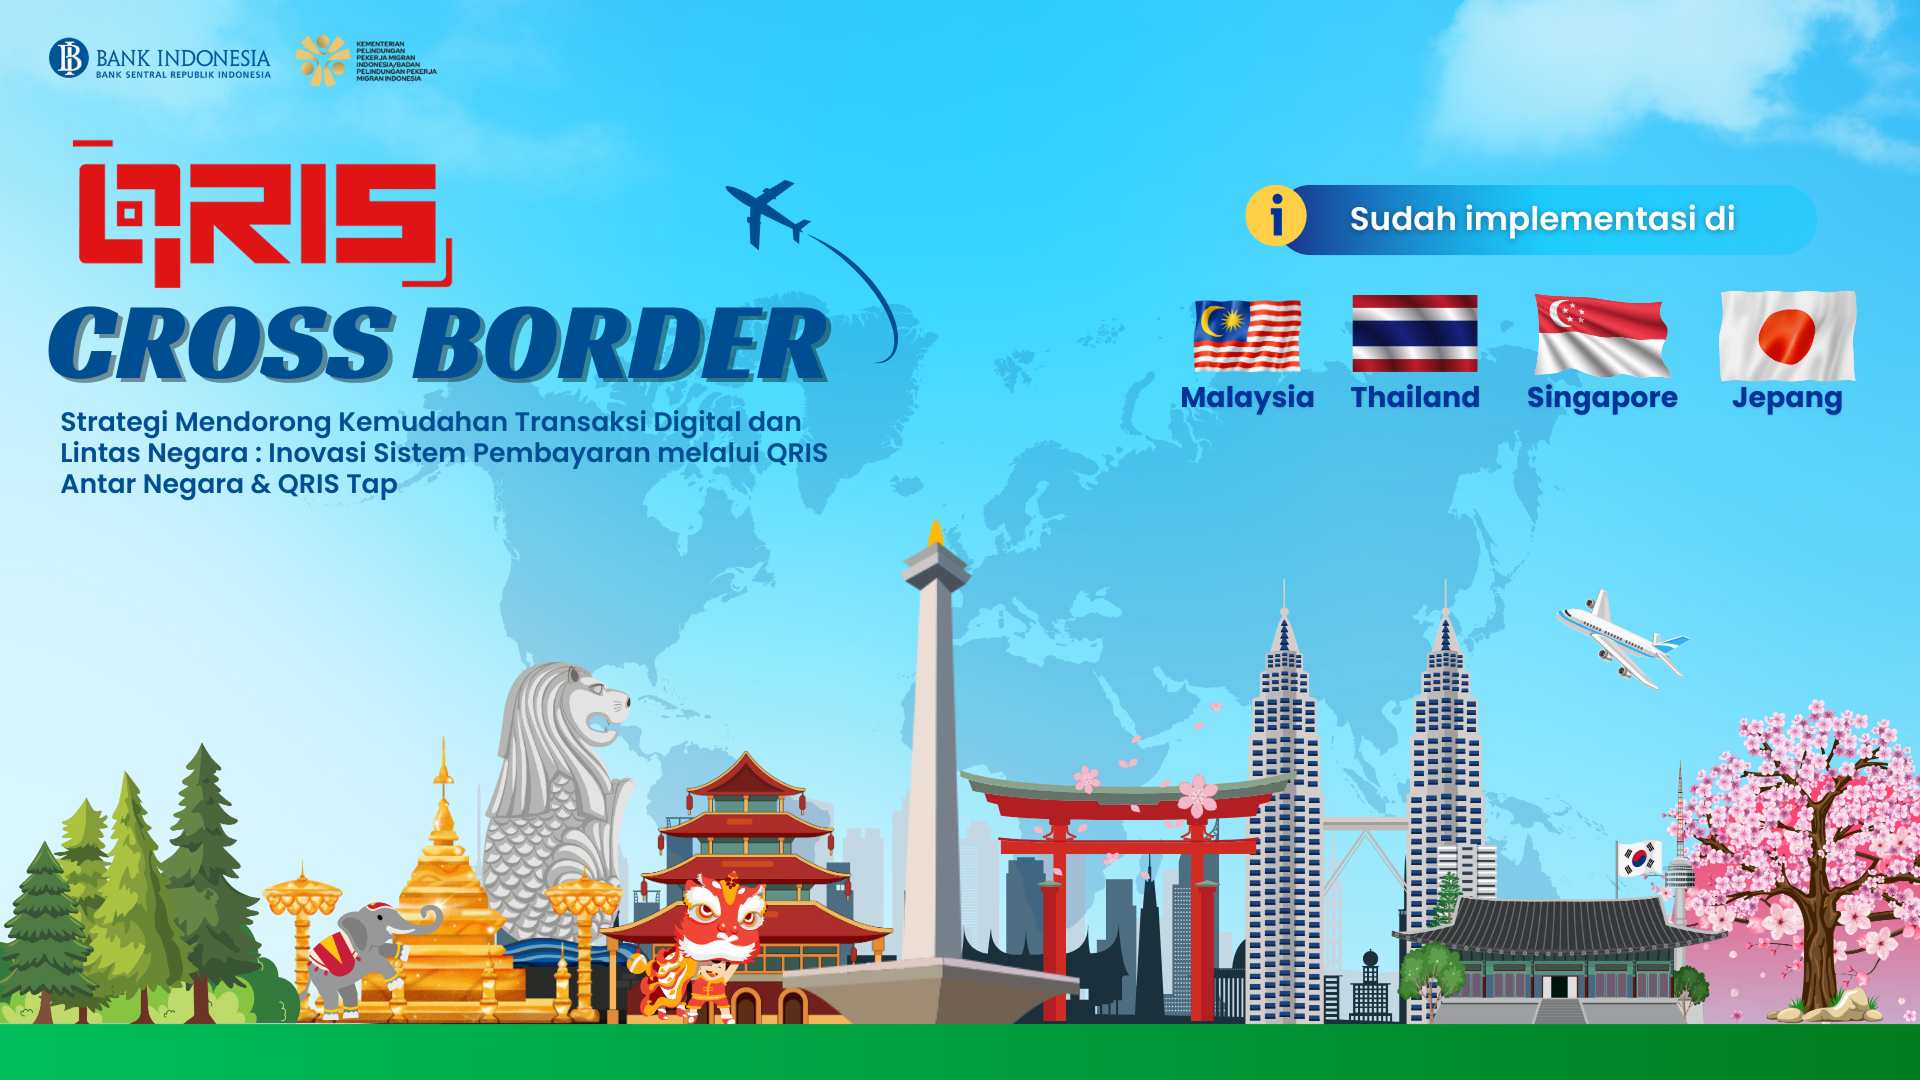 BANK INDONESIA
BANK SENTRAL REPUBLIK INDONESIA
KEMENTERIAN
PELINDUNGAN
PEKERJA MIGRAN
INDONESIA/BADAN
PELINDUNGAN PEKERJA
MIGRAN INDONESIA
QRIS
CROSS BORDER
Strategi Mendorong Kemudahan Transaksi Digital dan
Lintas Negara : Inovasi Sistem Pembayaran melalui QRIS
Antar Negara & QRIS Tap
i Sudah implementasi di
Malaysia Thailand Singapore Jepang